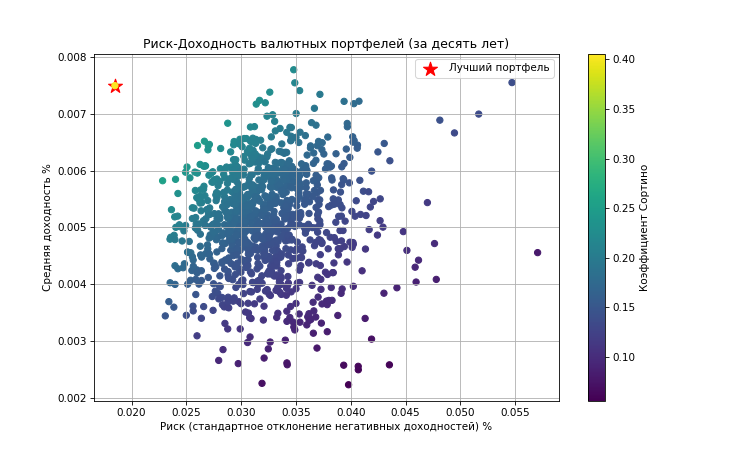 Риск-Доходность валютных портфелей (за десять лет)
Лучший портфель
0.008
0.007
0.006
0.005
0.004
0.003
0.002
Средняя доходность %
0.020 0.025 0.030 0.035 0.040 0.045 0.050 0.055
Риск (стандартное отклонение негативных доходностей) %
0.40
0.35
0.30
0.25
0.20
0.15
0.10
Коэффициент Сортино